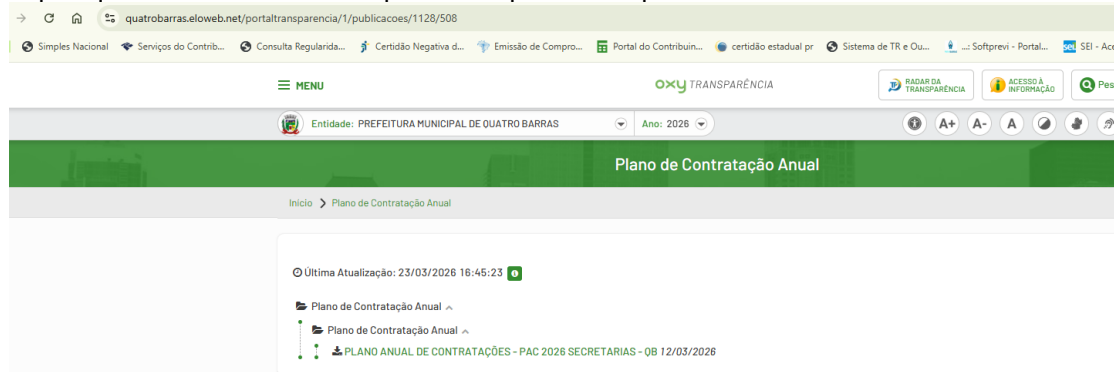 quatrobarras.eloweb.net/portaltransparencia/1/publicacoes/1128/508
Simples Nacional Serviços do Contrib... Consulta Regularida... Certidão Negativa d... Emissão de Compro... Portal do Contribuin... certidão estadual pr Sistema de TR e Ou... ...: Softprevi - Portal... sei SEI - Ace
MENU OXY TRANSPARÊNCIA RADAR DA TRANSPARÊNCIA ACESSO À INFORMAÇÃO Pes
Entidade: PREFEITURA MUNICIPAL DE QUATRO BARRAS Ano: 2026 A+ A- A
Plano de Contratação Anual
Início Plano de Contratação Anual
Última Atualização: 23/03/2026 16:45:23
Plano de Contratação Anual
Plano de Contratação Anual
PLANO ANUAL DE CONTRATAÇÕES - PAC 2026 SECRETARIAS - QB 12/03/2026